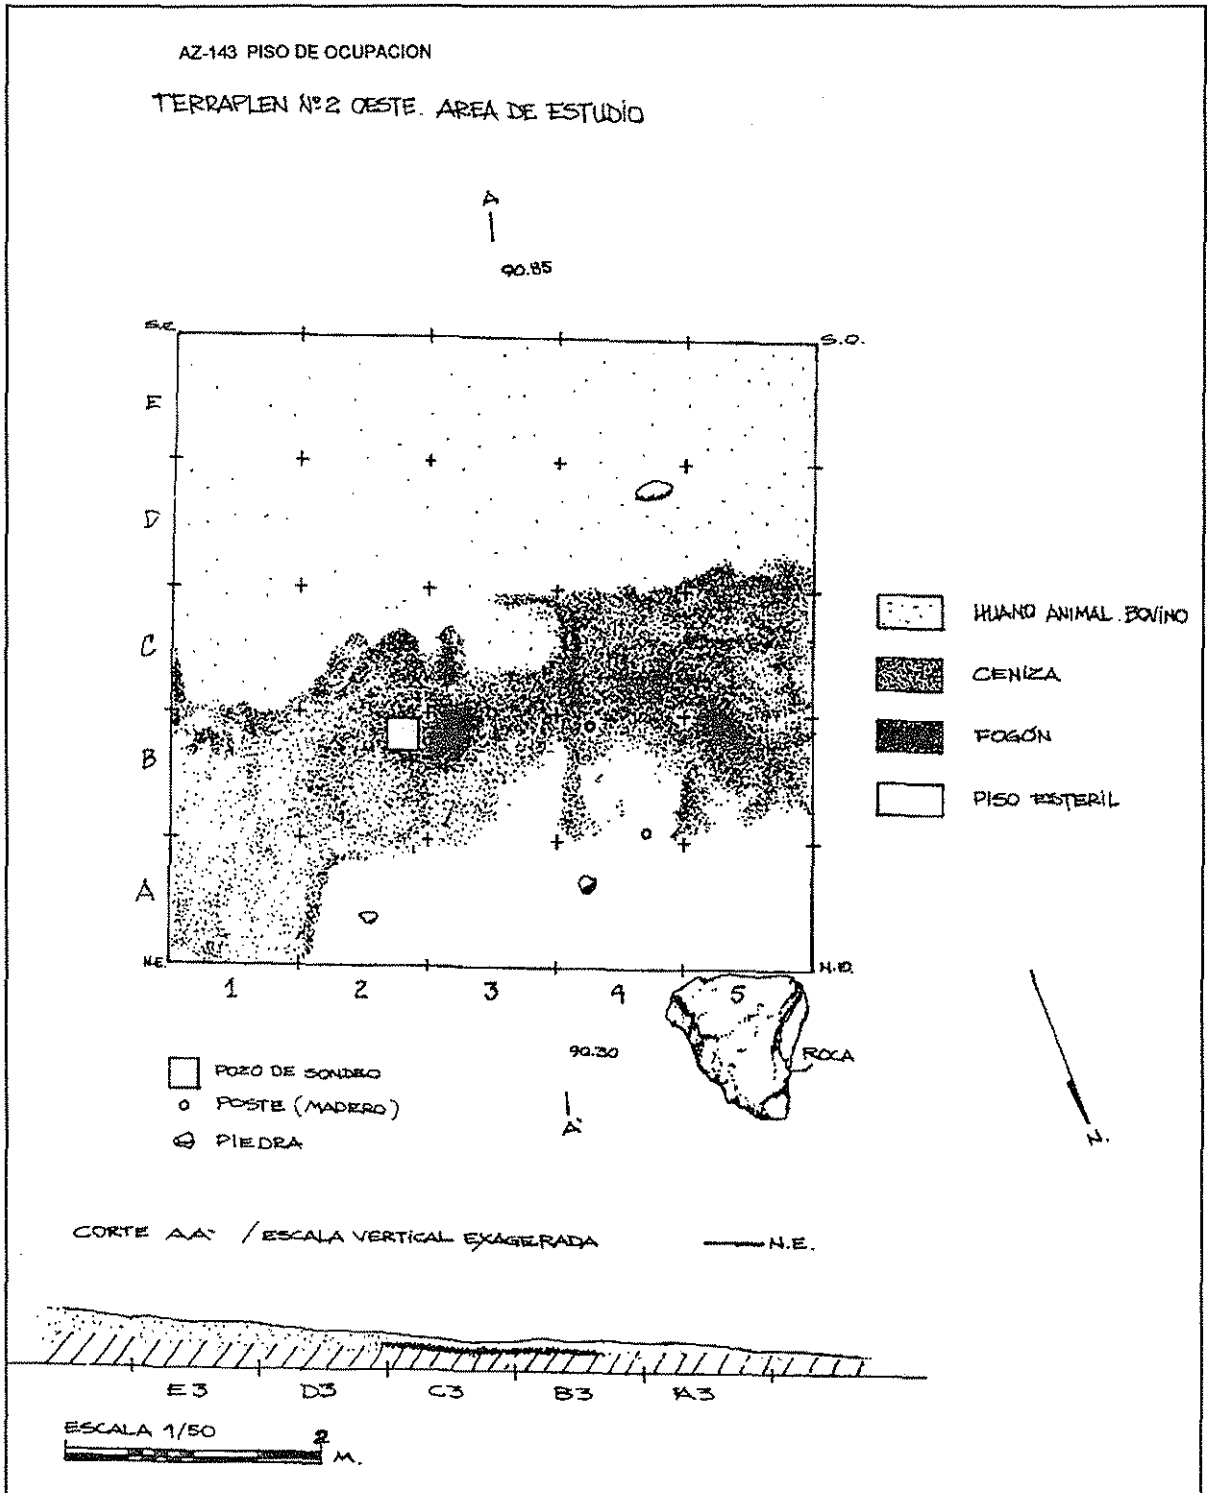 AZ-143 PISO DE OCUPACION
TERRAPLEN Nº2 OESTE. AREA DE ESTUDIO
A
90.85
S.E.
S.O.
E
D
C
B
A
HUANO ANIMAL. BOVINO
CENIZA
FOGÓN
PISO ESTERIL
N.E.
N.O.
1 2 3 4 5
90.30
ROCA
A'
N.
POZO DE SONDEO
POSTE (MADERO)
PIEDRA
CORTE A.A' / ESCALA VERTICAL EXAGERADA
N.E.
E3 D3 C3 B3 A3
ESCALA 1/50
2
M.